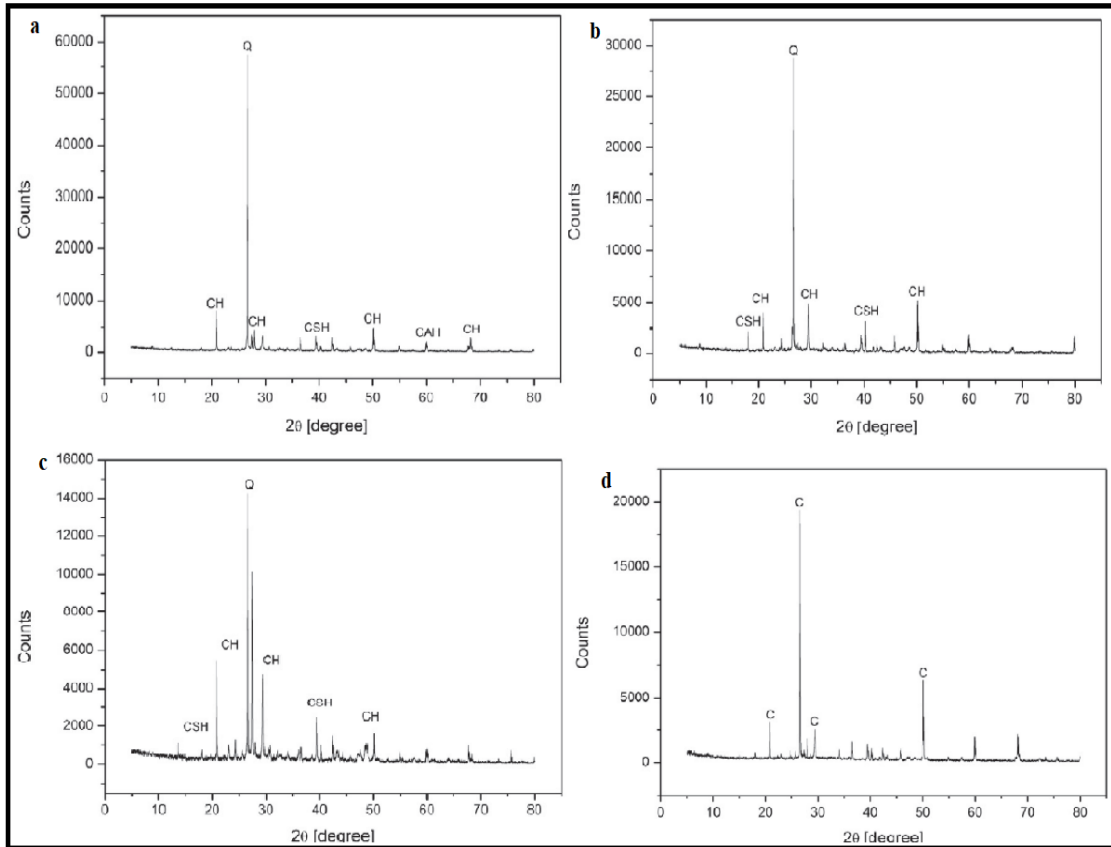 a
60000
50000
40000
30000
20000
10000
0
Counts
Q
CH
CH
CSH
CH
CAH
CH
0 10 20 30 40 50 60 70 80
2θ [degree]
b
30000
25000
20000
15000
10000
5000
0
Counts
Q
CSH
CH
CH
CSH
CH
0 10 20 30 40 50 60 70 80
2θ [degree]
c
16000
14000
12000
10000
8000
6000
4000
2000
0
Counts
Q
CSH
CH
CH
CSH
CH
0 10 20 30 40 50 60 70 80
2θ [degree]
d
20000
15000
10000
5000
0
Counts
C
C
C
C
0 10 20 30 40 50 60 70 80
2θ [degree]